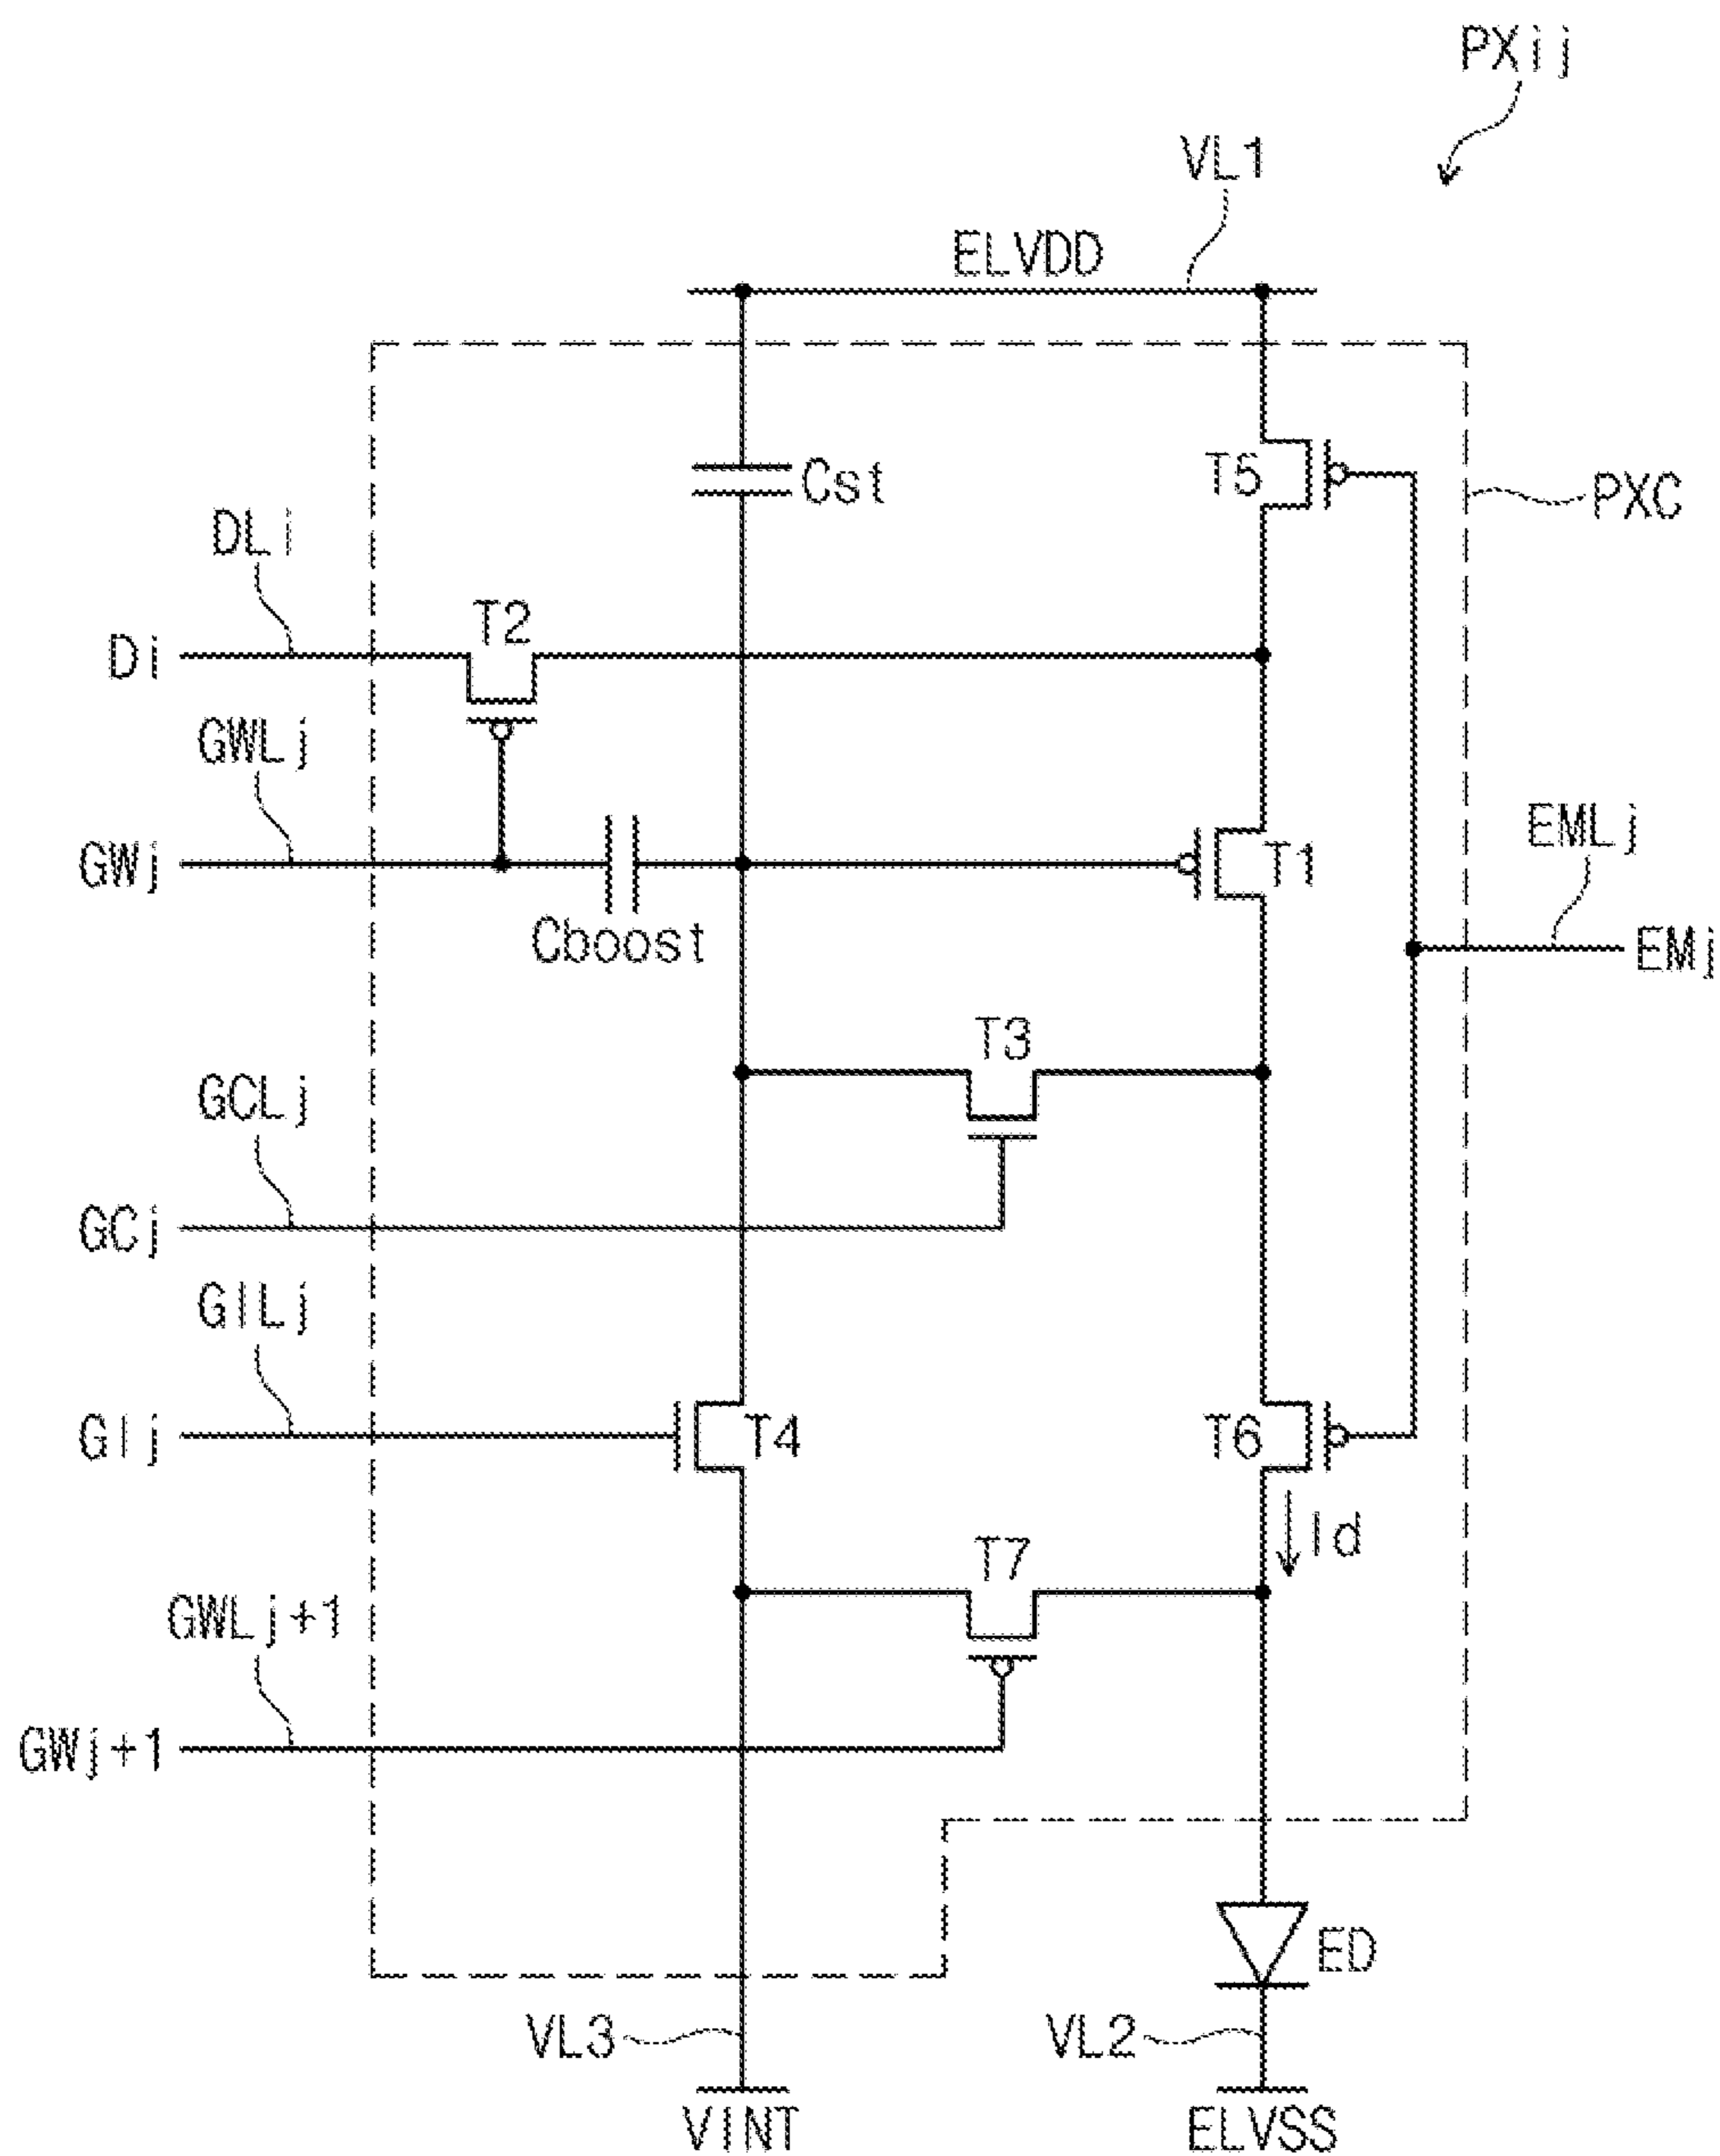 PXij
VL1
ELVDD
Cst
T5
PXC
DLi
T2
Di
GWLj
GWj
T1
EMLj
Cboost
EMj
T3
GCLj
GCj
GILj
GIj
T4
T6
Id
T7
GWLj+1
GWj+1
ED
VL3
VL2
VINT
ELVSS